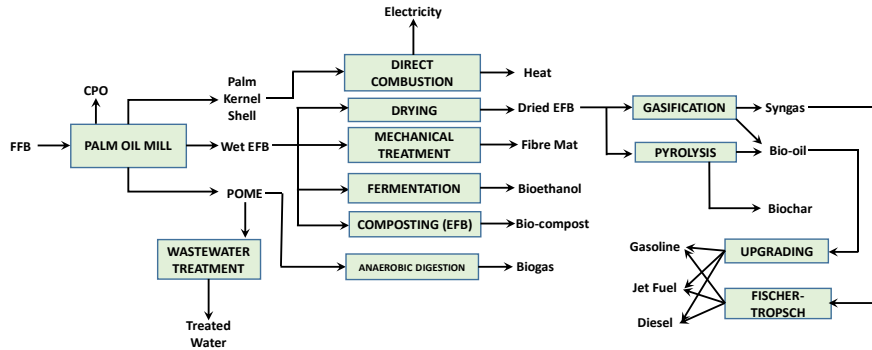 Electricity
DIRECT
COMBUSTION
Heat
CPO
Palm
Kernel
Shell
DRYING
Dried EFB
GASIFICATION
Syngas
FFB
PALM OIL MILL
Wet EFB
MECHANICAL
TREATMENT
Fibre Mat
PYROLYSIS
Bio-oil
POME
FERMENTATION
Bioethanol
Biochar
COMPOSTING (EFB)
Bio-compost
WASTEWATER
TREATMENT
ANAEROBIC DIGESTION
Biogas
Gasoline
UPGRADING
Jet Fuel
Diesel
FISCHER-
TROPSCH
Treated
Water